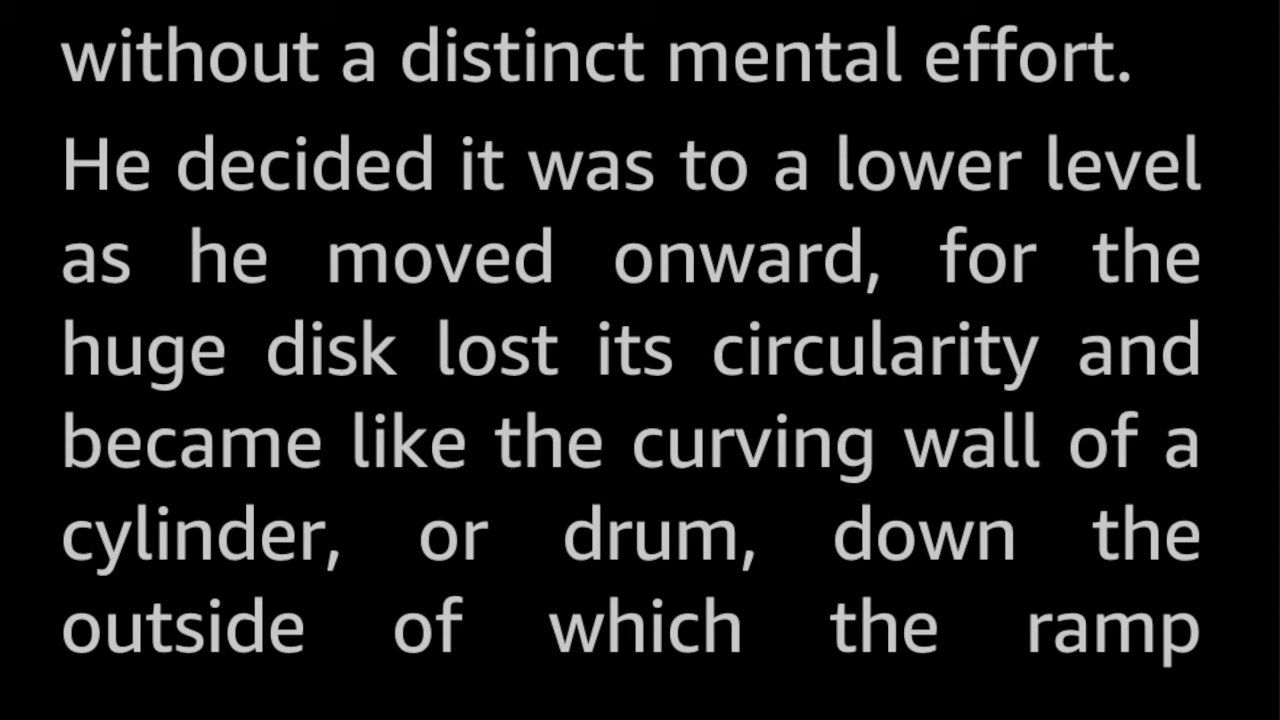 without a distinct mental effort.
He decided it was to a lower level
as he moved onward, for the
huge disk lost its circularity and
became like the curving wall of a
cylinder, or drum, down the
outside of which the ramp